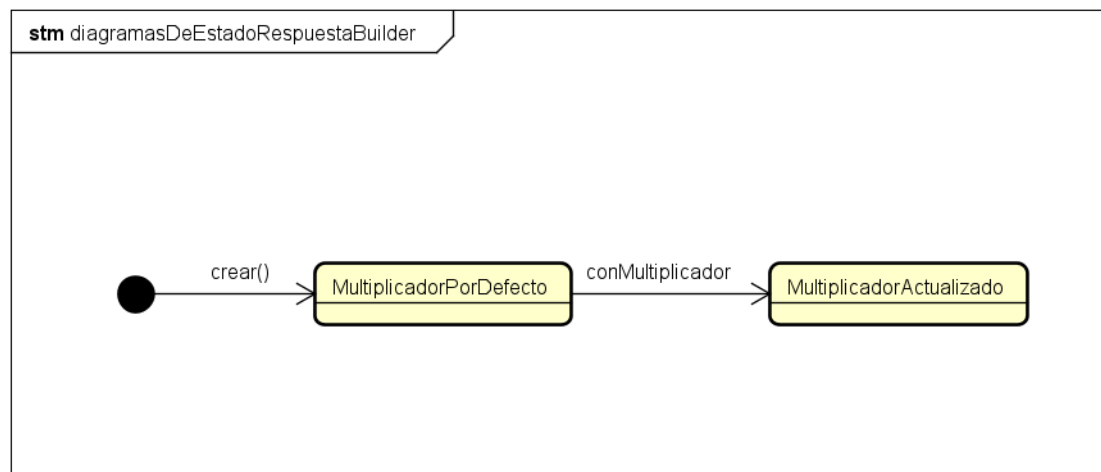 stm diagramasDeEstadoRespuestaBuilder
crear()
MultiplicadorPorDefecto
conMultiplicador
MultiplicadorActualizado